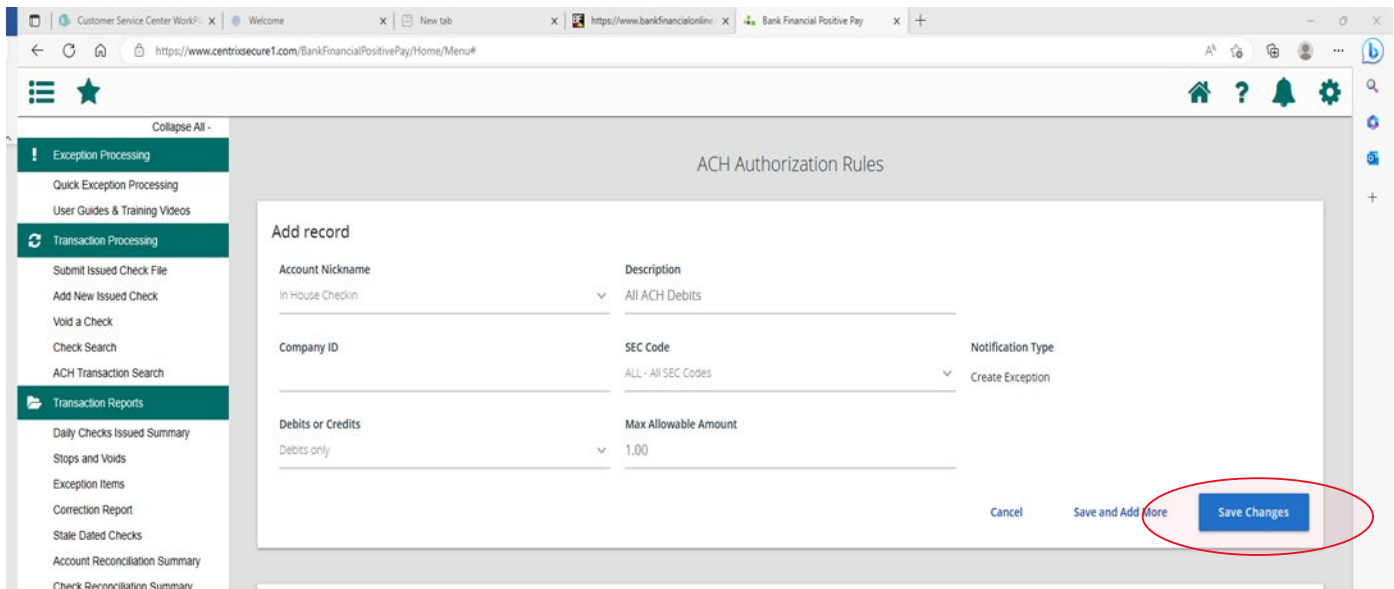 Customer Service Center WorkPl
Welcome
New tab
https://www.bankfinancialonline.
Bank Financial Positive Pay
https://www.centrixsecure1.com/BankFinancialPositivePay/Home/Menu#
Collapse All -
Exception Processing
Quick Exception Processing
User Guides & Training Videos
Transaction Processing
Submit Issued Check File
Add New Issued Check
Void a Check
Check Search
ACH Transaction Search
Transaction Reports
Daily Checks Issued Summary
Stops and Voids
Exception Items
Correction Report
Stale Dated Checks
Account Reconciliation Summary
Check Reconciliation Summary
ACH Authorization Rules
Add record
Account Nickname
In House Checkin
Description
All ACH Debits
Company ID
SEC Code
ALL - All SEC Codes
Notification Type
Create Exception
Debits or Credits
Debits only
Max Allowable Amount
1.00
Cancel
Save and Add More
Save Changes